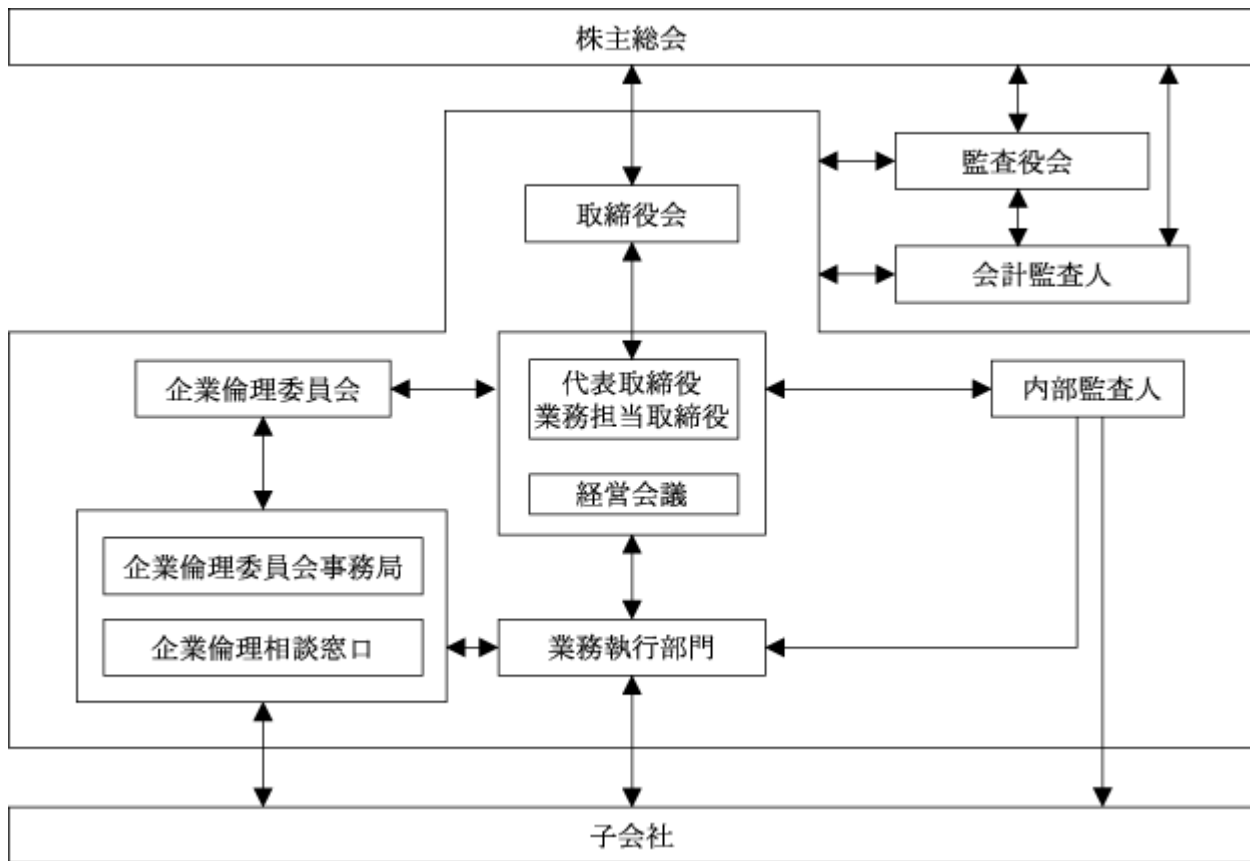 株主総会
監査役会
取締役会
会計監査人
企業倫理委員会
代表取締役
業務担当取締役
内部監査人
経営会議
企業倫理委員会事務局
企業倫理相談窓口
業務執行部門
子会社